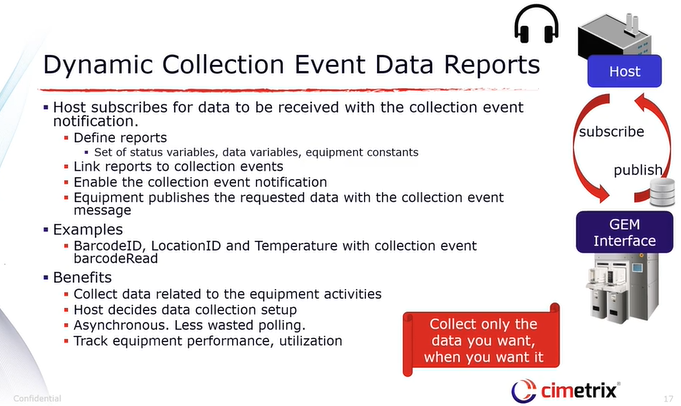 Dynamic Collection Event Data Reports
Host subscribes for data to be received with the collection event
notification.
Define reports
Set of status variables, data variables, equipment constants
Link reports to collection events
Enable the collection event notification
Equipment publishes the requested data with the collection event
message
Examples
BarcodeID, LocationID and Temperature with collection event
barcodeRead
Benefits
Collect data related to the equipment activities
Host decides data collection setup
Asynchronous. Less wasted polling.
Track equipment performance, utilization
Host
subscribe
publish
GEM
Interface
Collect only the
data you want,
when you want it
Confidential
cimetrix®
17